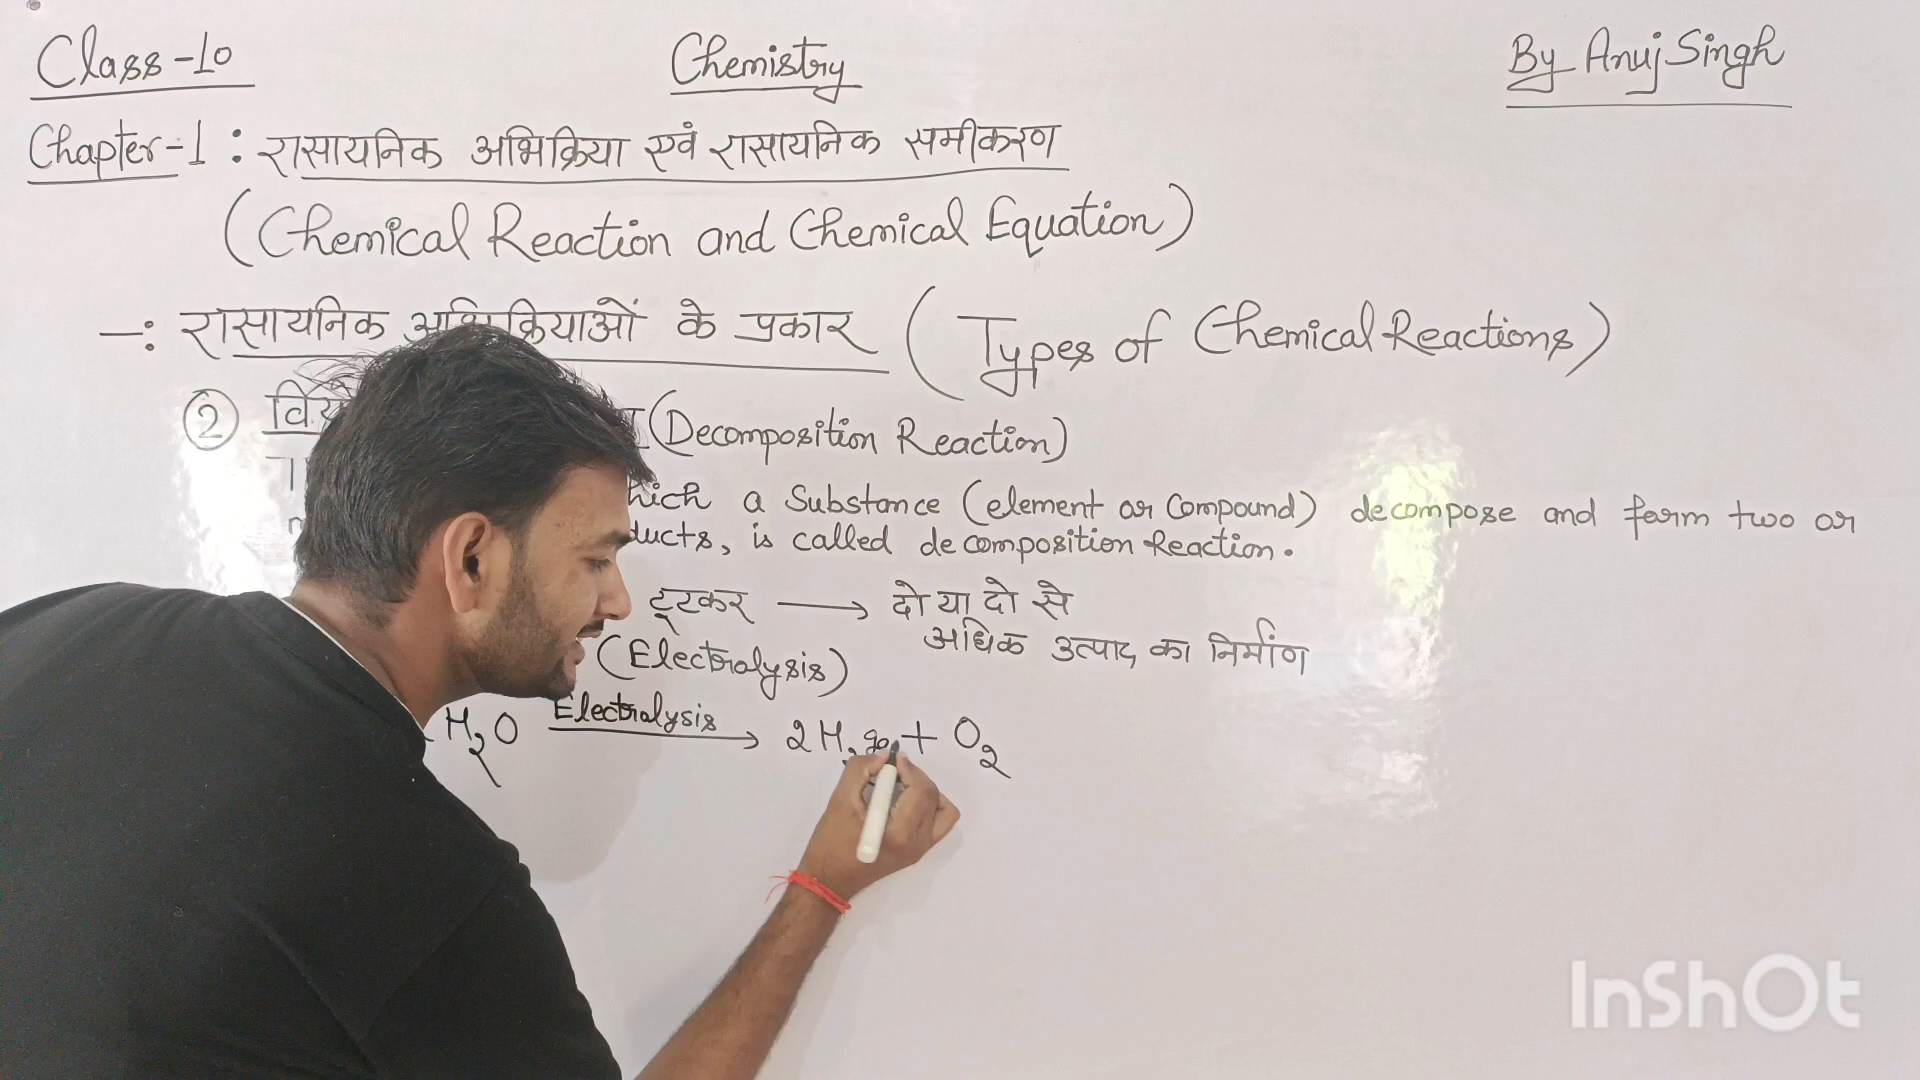 Class-10
Chemistry
By Anuj Singh
Chapter-1 : रासायनिक अभिक्रिया एवं रासायनिक समीकरण
(Chemical Reaction and Chemical Equation)
—: रासायनिक अभिक्रियाओं के प्रकार (Types of Chemical Reactions)
② (Decomposition Reaction)
a Substance (element or Compound) decompose and form two or
is called decomposition Reaction.
टूटकर ⟶ दो या दो से
अधिक उत्पाद का निर्माण
(Electrolysis)
H₂O Electrolysis ⟶ 2H₂ + O₂
InShOt